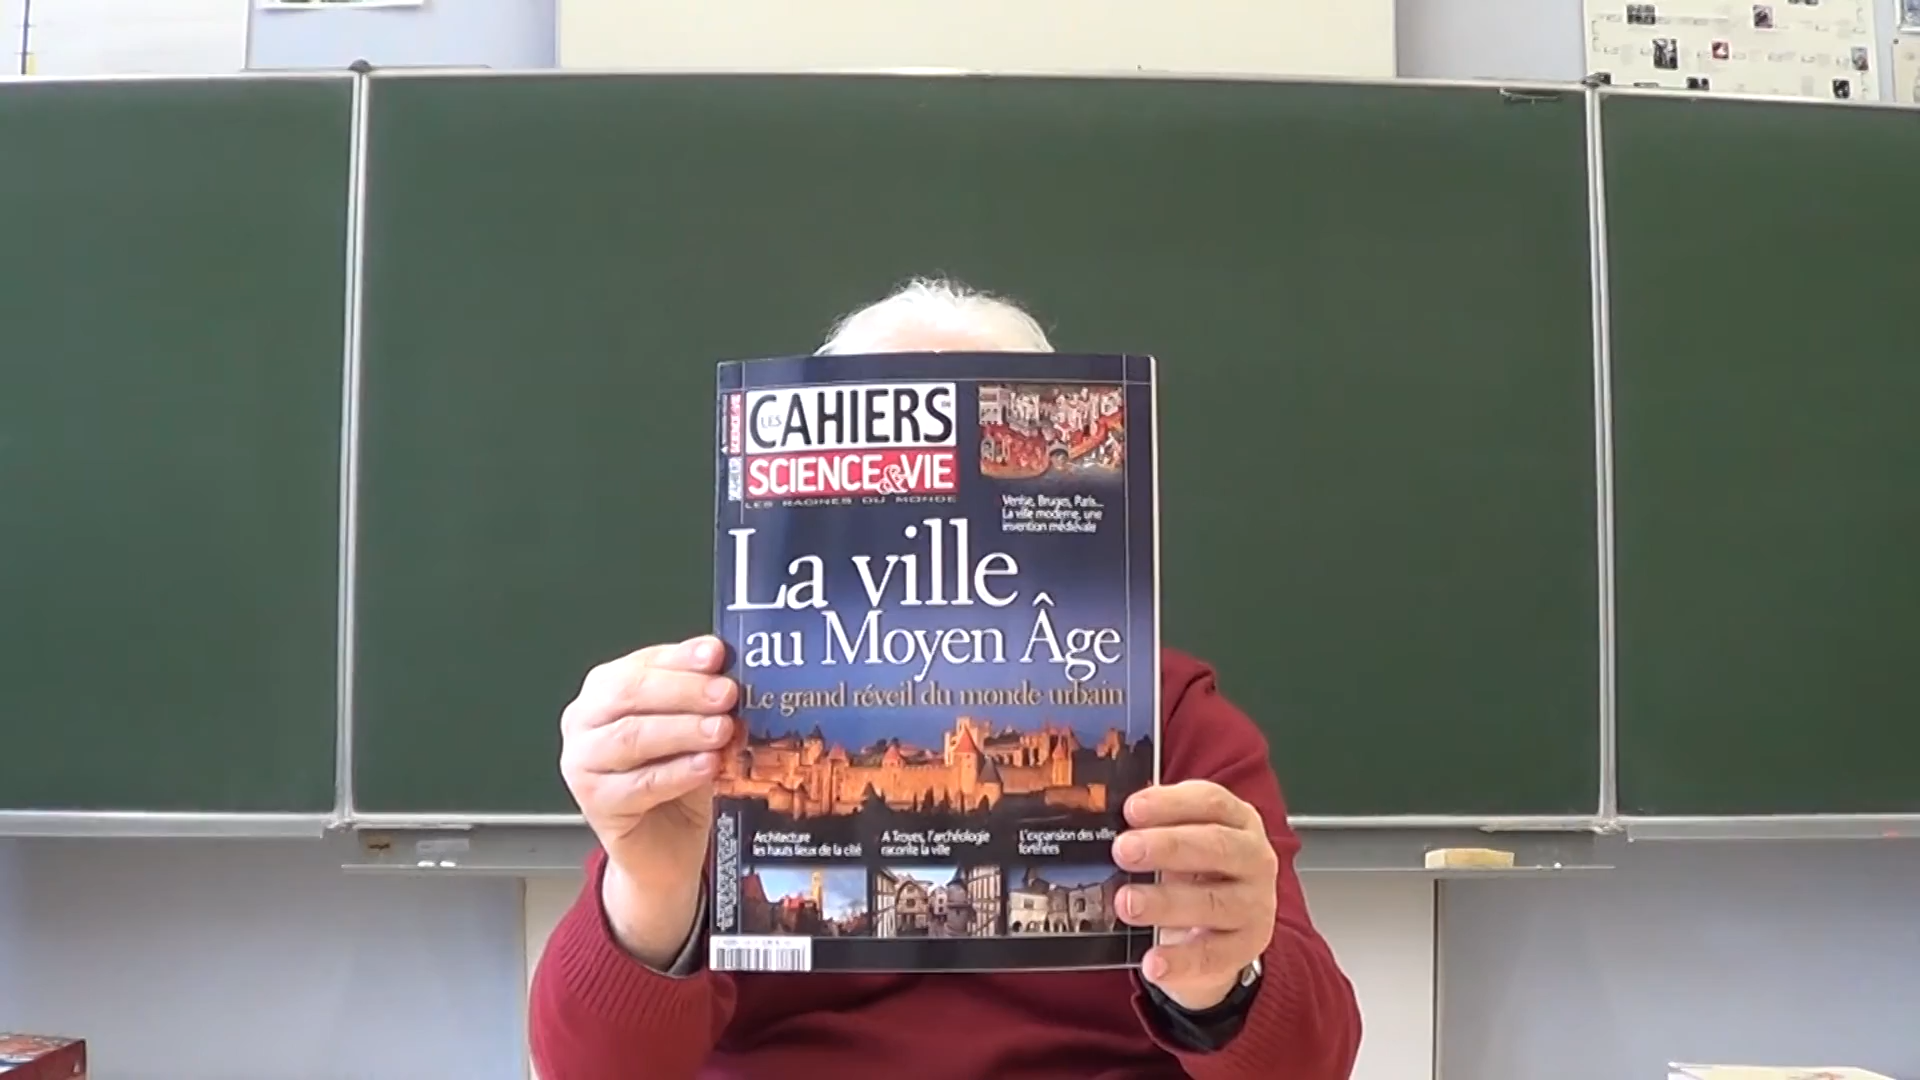 LES CAHIERS DE
SCIENCE & VIE
LES RACINES DU MONDE
Venise, Bruges, Paris...
La ville moderne, une
invention médiévale
La ville
au Moyen Âge
Le grand réveil du monde urbain
Architecture
les hauts lieux de la cité
A Troyes, l'archéologie
raconte la ville
L'expansion des villes
fortifiées